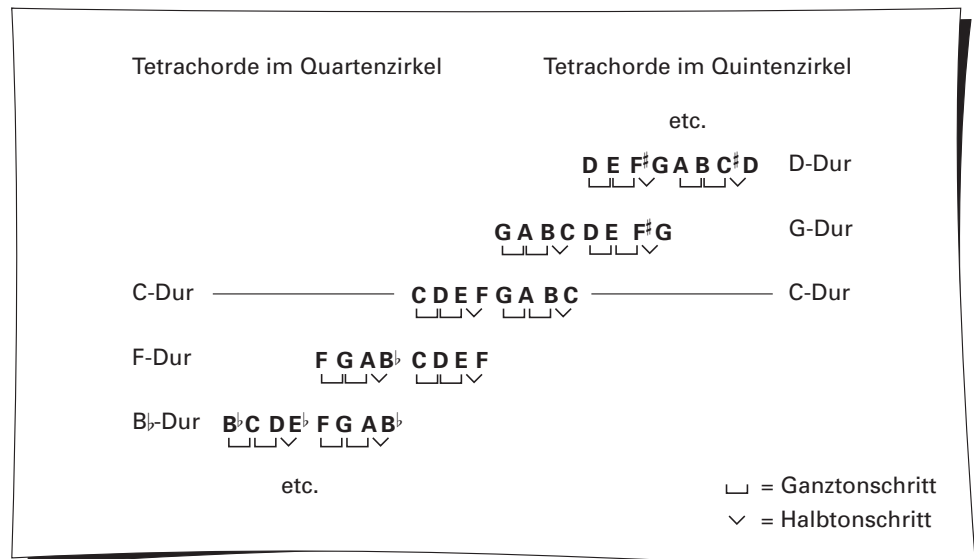 Tetrachorde im Quartenzirkel Tetrachorde im Quintenzirkel
etc.
D E F♯ G A B C♯ D D-Dur
G A B C D E F♯ G G-Dur
C-Dur C D E F G A B C C-Dur
F-Dur F G A B♭ C D E F
B♭-Dur B♭ C D E♭ F G A B♭
etc.
= Ganztonschritt
= Halbtonschritt